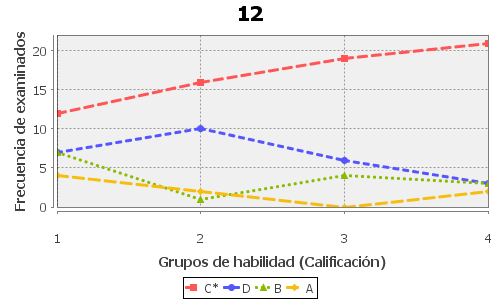 12
Frecuencia de examinados
20
15
10
5
0
1 2 3 4
Grupos de habilidad (Calificación)
C* D B A